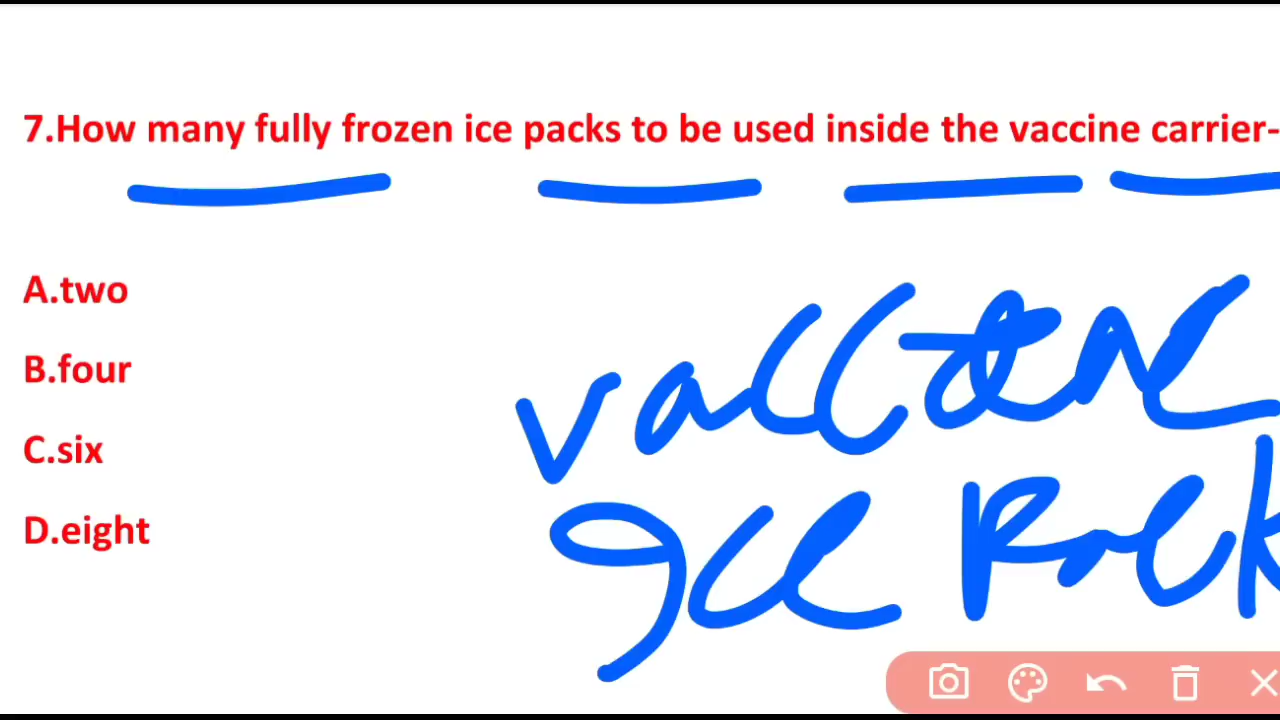 7.How many fully frozen ice packs to be used inside the vaccine carrier-
A.two
B.four
C.six
D.eight
vaccine
Ice Pack